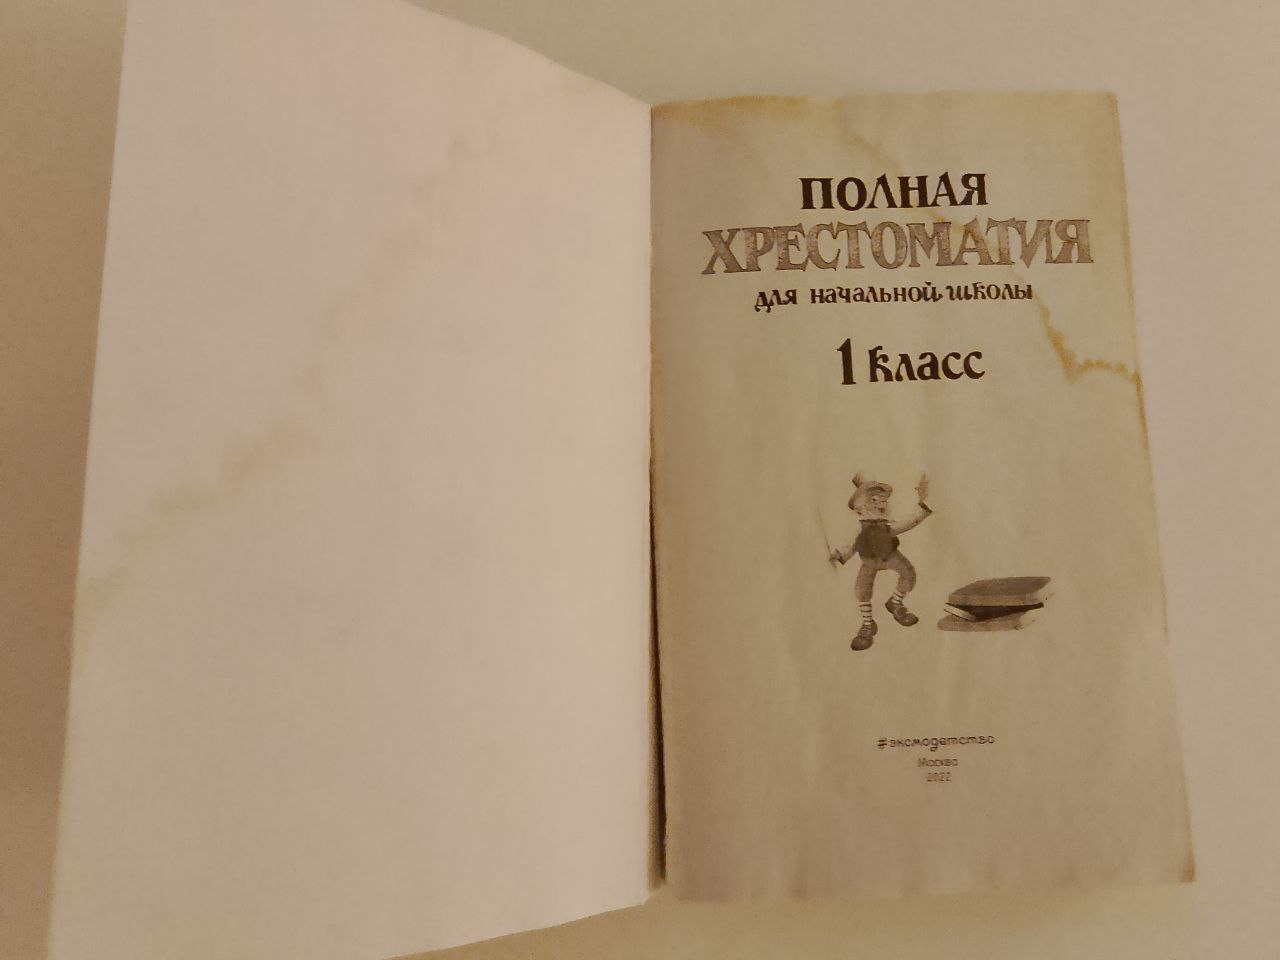 ПОЛНАЯ
ХРЕСТОМАТИЯ
для начальной школы
1 класс
#эксмодетство
Москва
2022